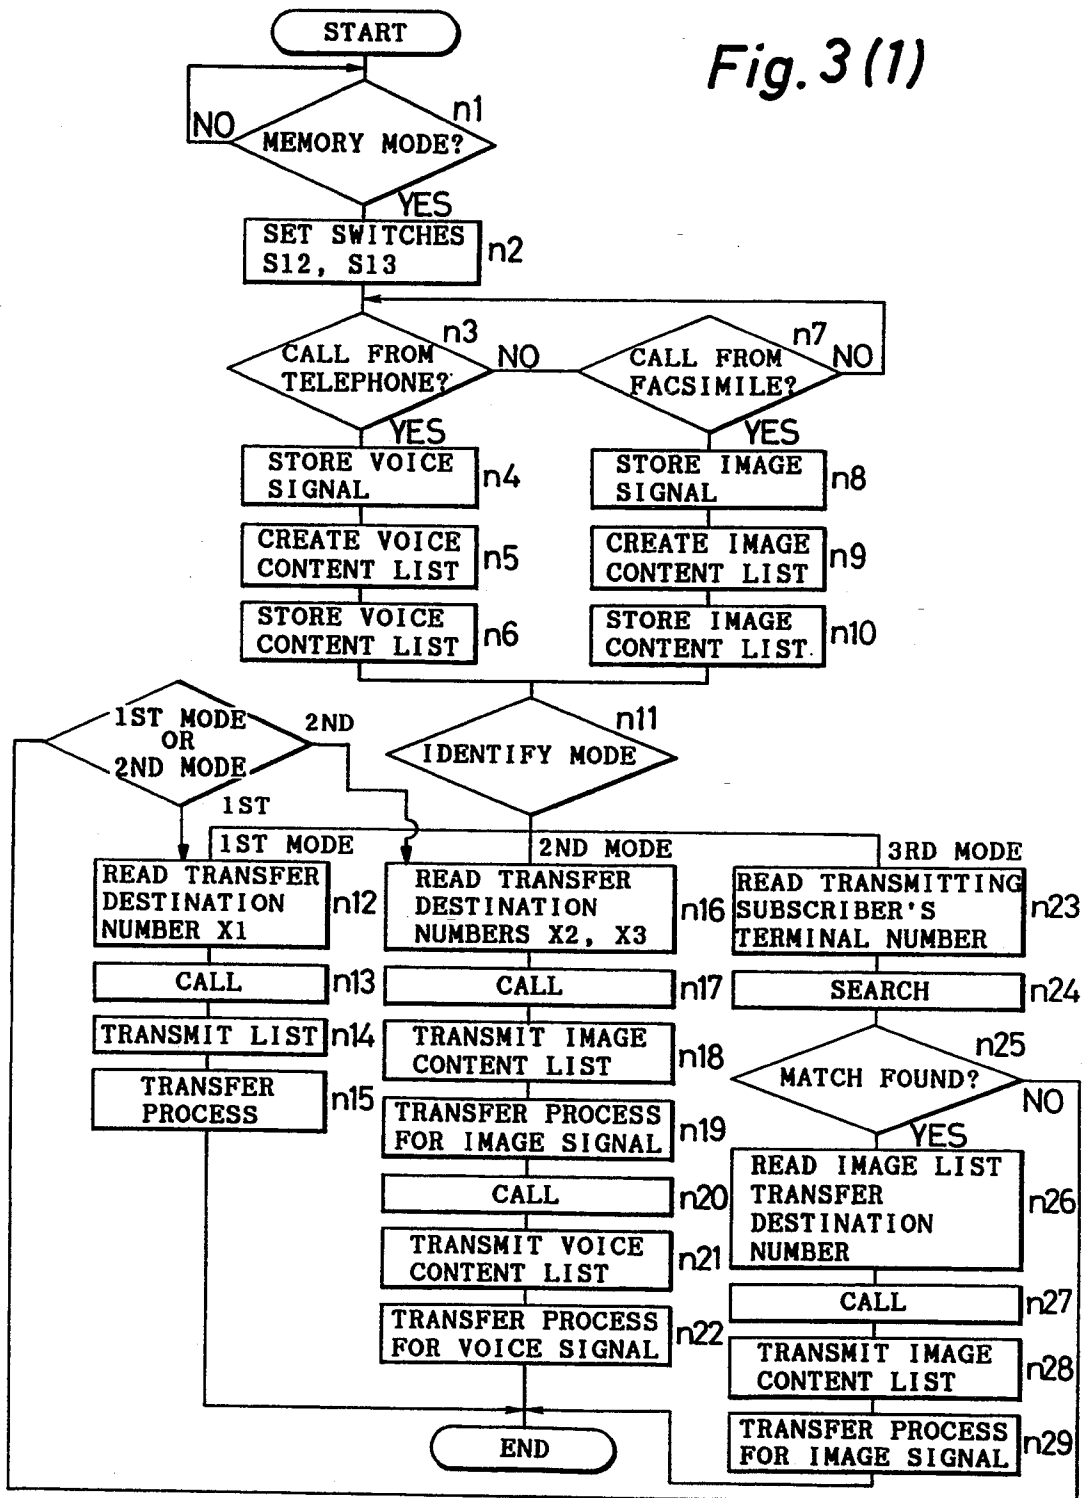 START
Fig. 3 (1)
n1
NO
MEMORY MODE?
YES
SET SWITCHES
S12, S13
n2
n3
CALL FROM
TELEPHONE?
NO
n7
CALL FROM
FACSIMILE?
NO
YES
YES
STORE VOICE
SIGNAL
n4
STORE IMAGE
SIGNAL
n8
CREATE VOICE
CONTENT LIST
n5
CREATE IMAGE
CONTENT LIST
n9
STORE VOICE
CONTENT LIST
n6
STORE IMAGE
CONTENT LIST
n10
1ST MODE
OR
2ND MODE
2ND
1ST
n11
IDENTIFY MODE
1ST MODE
2ND MODE
3RD MODE
READ TRANSFER
DESTINATION
NUMBER X1
n12
CALL
n13
TRANSMIT LIST
n14
TRANSFER
PROCESS
n15
READ TRANSFER
DESTINATION
NUMBERS X2, X3
n16
CALL
n17
TRANSMIT IMAGE
CONTENT LIST
n18
TRANSFER PROCESS
FOR IMAGE SIGNAL
n19
CALL
n20
TRANSMIT VOICE
CONTENT LIST
n21
TRANSFER PROCESS
FOR VOICE SIGNAL
n22
READ TRANSMITTING
SUBSCRIBER'S
TERMINAL NUMBER
n23
SEARCH
n24
n25
MATCH FOUND?
NO
YES
READ IMAGE LIST
TRANSFER
DESTINATION
NUMBER
n26
CALL
n27
TRANSMIT IMAGE
CONTENT LIST
n28
TRANSFER PROCESS
FOR IMAGE SIGNAL
n29
END